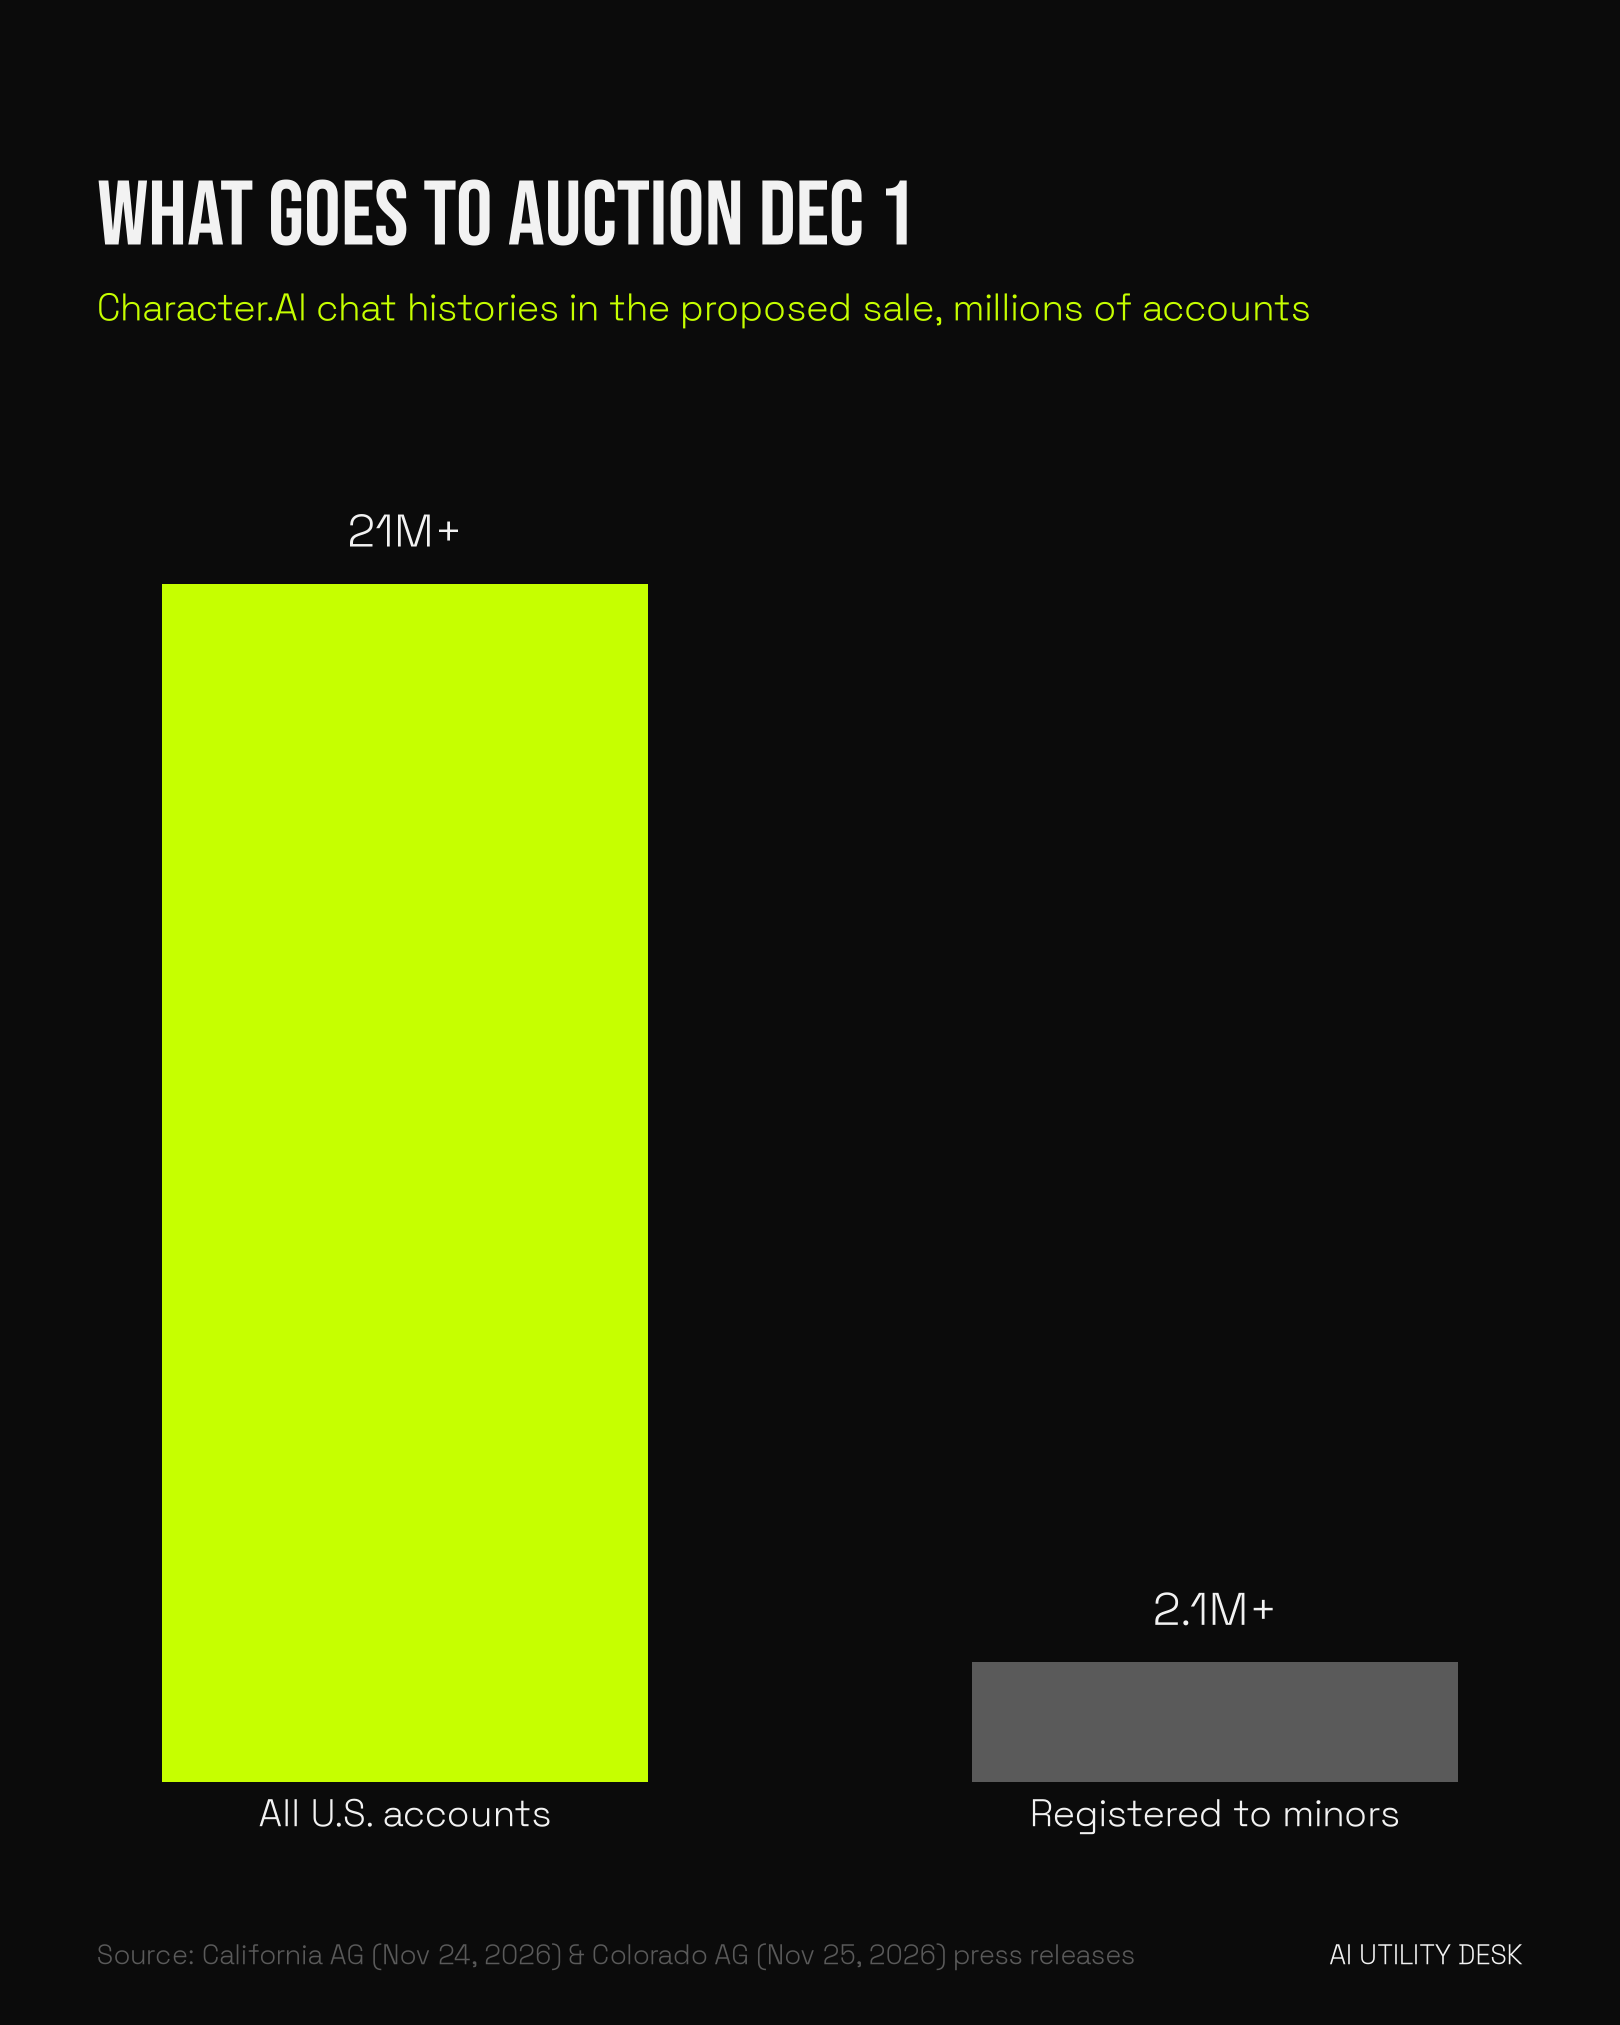 WHAT GOES TO AUCTION DEC 1
Character.AI chat histories in the proposed sale, millions of accounts
21M+
2.1M+
All U.S. accounts
Registered to minors
Source: California AG (Nov 24, 2026) & Colorado AG (Nov 25, 2026) press releases
AI UTILITY DESK